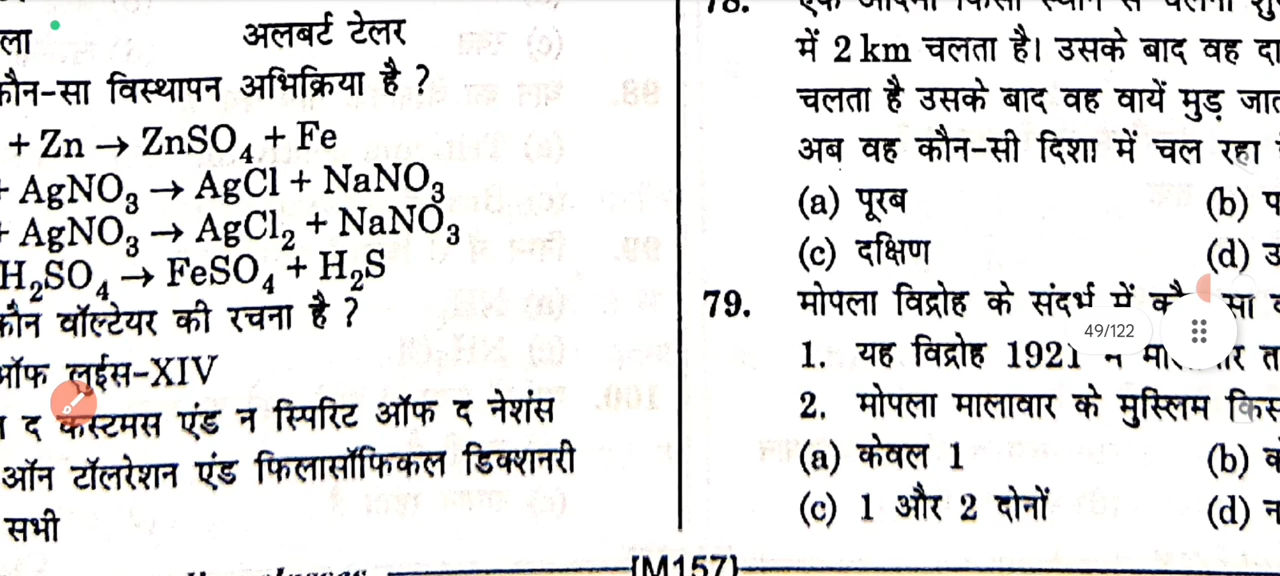 ला
अलबर्ट टेलर
कौन-सा विस्थापन अभिक्रिया है ?
+ Zn → ZnSO₄ + Fe
+ AgNO₃ → AgCl + NaNO₃
+ AgNO₃ → AgCl₂ + NaNO₃
H₂SO₄ → FeSO₄ + H₂S
कौन वॉल्टेयर की रचना है ?
ऑफ लुईस-XIV
द कस्टमस एंड न स्पिरिट ऑफ द नेशंस
ऑन टॉलरेशन एंड फिलासॉफिकल डिक्शनरी
सभी
78.
में 2 km चलता है। उसके बाद वह दा
चलता है उसके बाद वह वायें मुड़ जात
अब वह कौन-सी दिशा में चल रहा
(a) पूरब
(b) प
(c) दक्षिण
(d) उ
79. मोपला विद्रोह के संदर्भ में सा
1. यह विद्रोह 1921 त
2. मोपला मालावार के मुस्लिम किस
(a) केवल 1
(b) के
(c) 1 और 2 दोनों
(d) न
49/122
[M157]